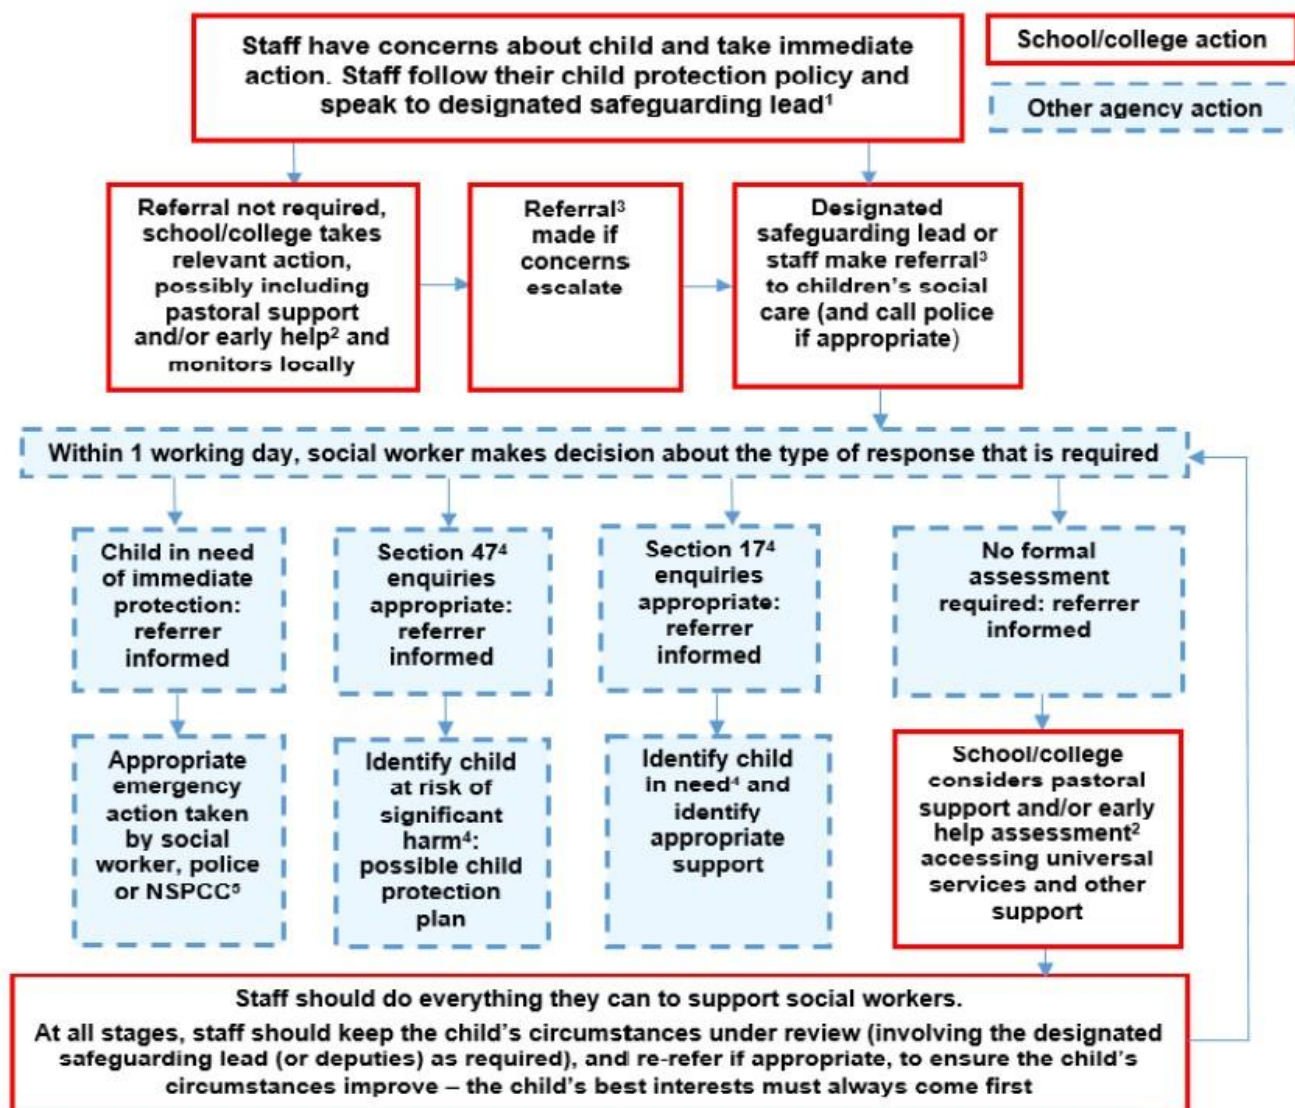 Staff have concerns about child and take immediate
action. Staff follow their child protection policy and
speak to designated safeguarding lead¹
School/college action
Other agency action
Referral not required,
school/college takes
relevant action,
possibly including
pastoral support
and/or early help² and
monitors locally
Referral³
made if
concerns
escalate
Designated
safeguarding lead or
staff make referral³
to children's social
care (and call police
if appropriate)
Within 1 working day, social worker makes decision about the type of response that is required
Child in need
of immediate
protection:
referrer
informed
Section 47⁴
enquiries
appropriate:
referrer
informed
Section 17⁴
enquiries
appropriate:
referrer
informed
No formal
assessment
required: referrer
informed
Appropriate
emergency
action taken
by social
worker, police
or NSPCC⁵
Identify child
at risk of
significant
harm⁴:
possible child
protection
plan
Identify child
in need⁴ and
identify
appropriate
support
School/college
considers pastoral
support and/or early
help assessment²
accessing universal
services and other
support
Staff should do everything they can to support social workers.
At all stages, staff should keep the child's circumstances under review (involving the designated
safeguarding lead (or deputies) as required), and re-refer if appropriate, to ensure the child's
circumstances improve – the child's best interests must always come first